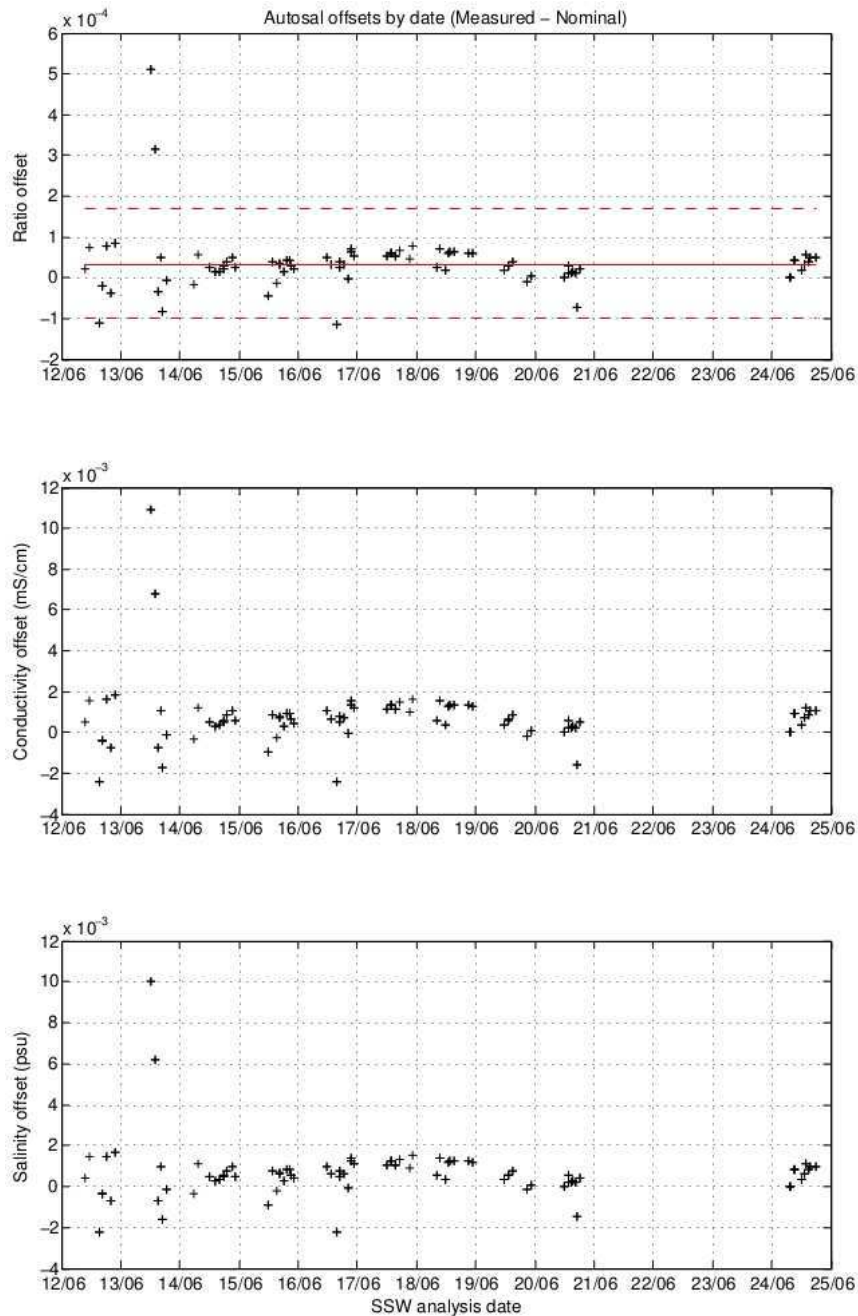 Autosal offsets by date (Measured − Nominal)
x 10⁻⁴
6
5
4
3
2
1
0
−1
−2
Ratio offset
12/06 13/06 14/06 15/06 16/06 17/06 18/06 19/06 20/06 21/06 22/06 23/06 24/06 25/06
x 10⁻³
12
10
8
6
4
2
0
−2
−4
Conductivity offset (mS/cm)
12/06 13/06 14/06 15/06 16/06 17/06 18/06 19/06 20/06 21/06 22/06 23/06 24/06 25/06
x 10⁻³
12
10
8
6
4
2
0
−2
−4
Salinity offset (psu)
12/06 13/06 14/06 15/06 16/06 17/06 18/06 19/06 20/06 21/06 22/06 23/06 24/06 25/06
SSW analysis date